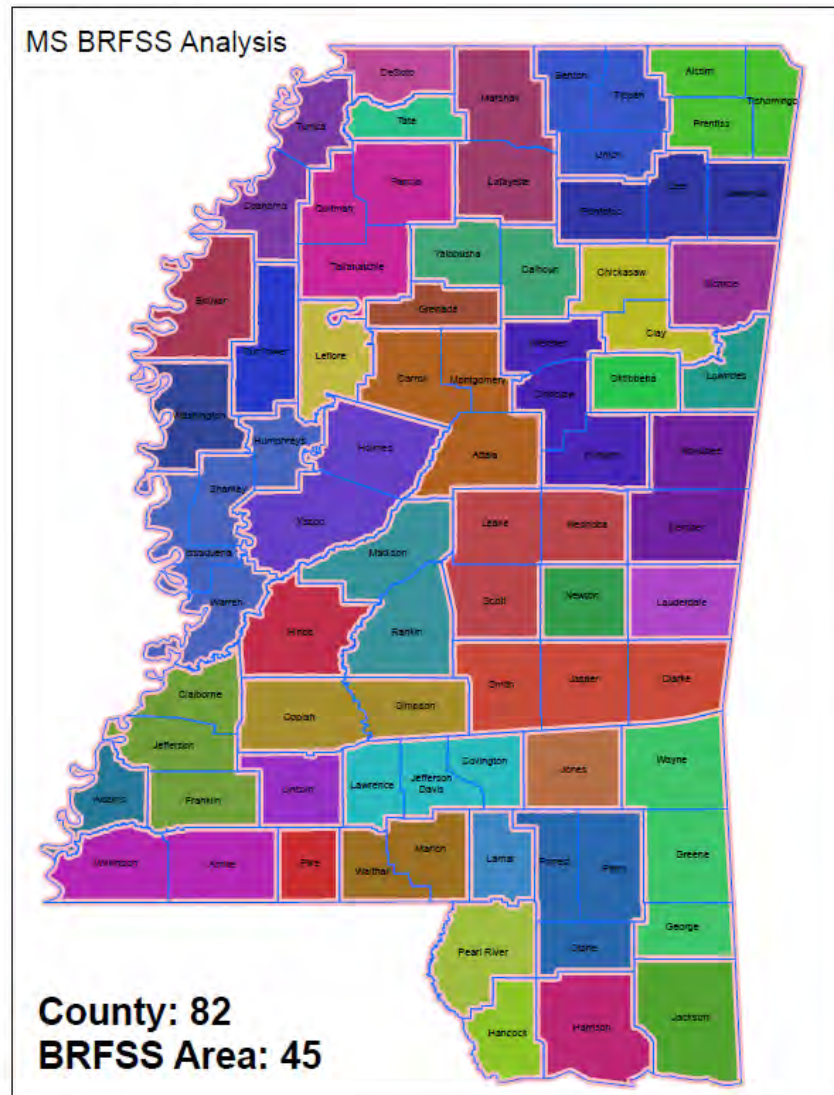 MS BRFSS Analysis
DeSoto
Marshall
Benton
Tippah
Alcorn
Tishomingo
Tunica
Tate
Prentiss
Union
Panola
Lafayette
Coahoma
Quitman
Pontotoc
Lee
Itawamba
Tallahatchie
Yalobusha
Calhoun
Chickasaw
Monroe
Bolivar
Grenada
Sunflower
Leflore
Clay
Webster
Carroll
Montgomery
Choctaw
Oktibbeha
Lowndes
Washington
Humphreys
Holmes
Attala
Winston
Noxubee
Sharkey
Yazoo
Leake
Neshoba
Kemper
Issaquena
Madison
Warren
Scott
Newton
Lauderdale
Hinds
Rankin
Claiborne
Smith
Jasper
Clarke
Copiah
Simpson
Jefferson
Covington
Wayne
Lincoln
Lawrence
Jefferson
Davis
Jones
Adams
Franklin
Wilkinson
Amite
Pike
Walthall
Marion
Lamar
Forrest
Perry
Greene
George
Pearl River
Stone
Hancock
Harrison
Jackson
County: 82
BRFSS Area: 45